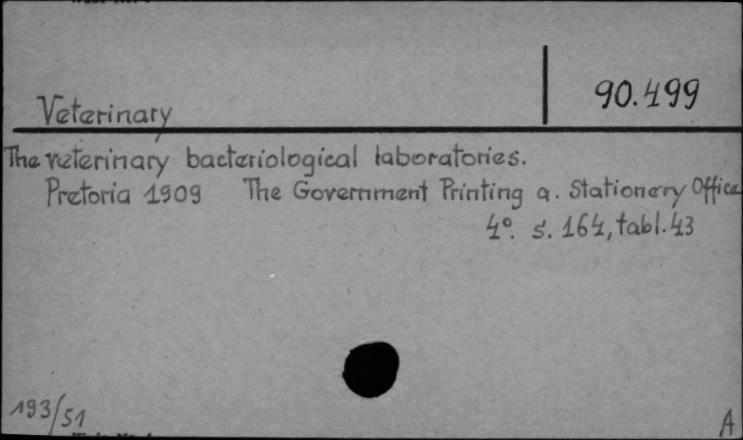 Veterinary
90.499
The veterinary bacteriological laboratories.
Pretoria 1909 The Government Printing a. Stationery Office
4°. s. 164, tabl. 43
193/51
A